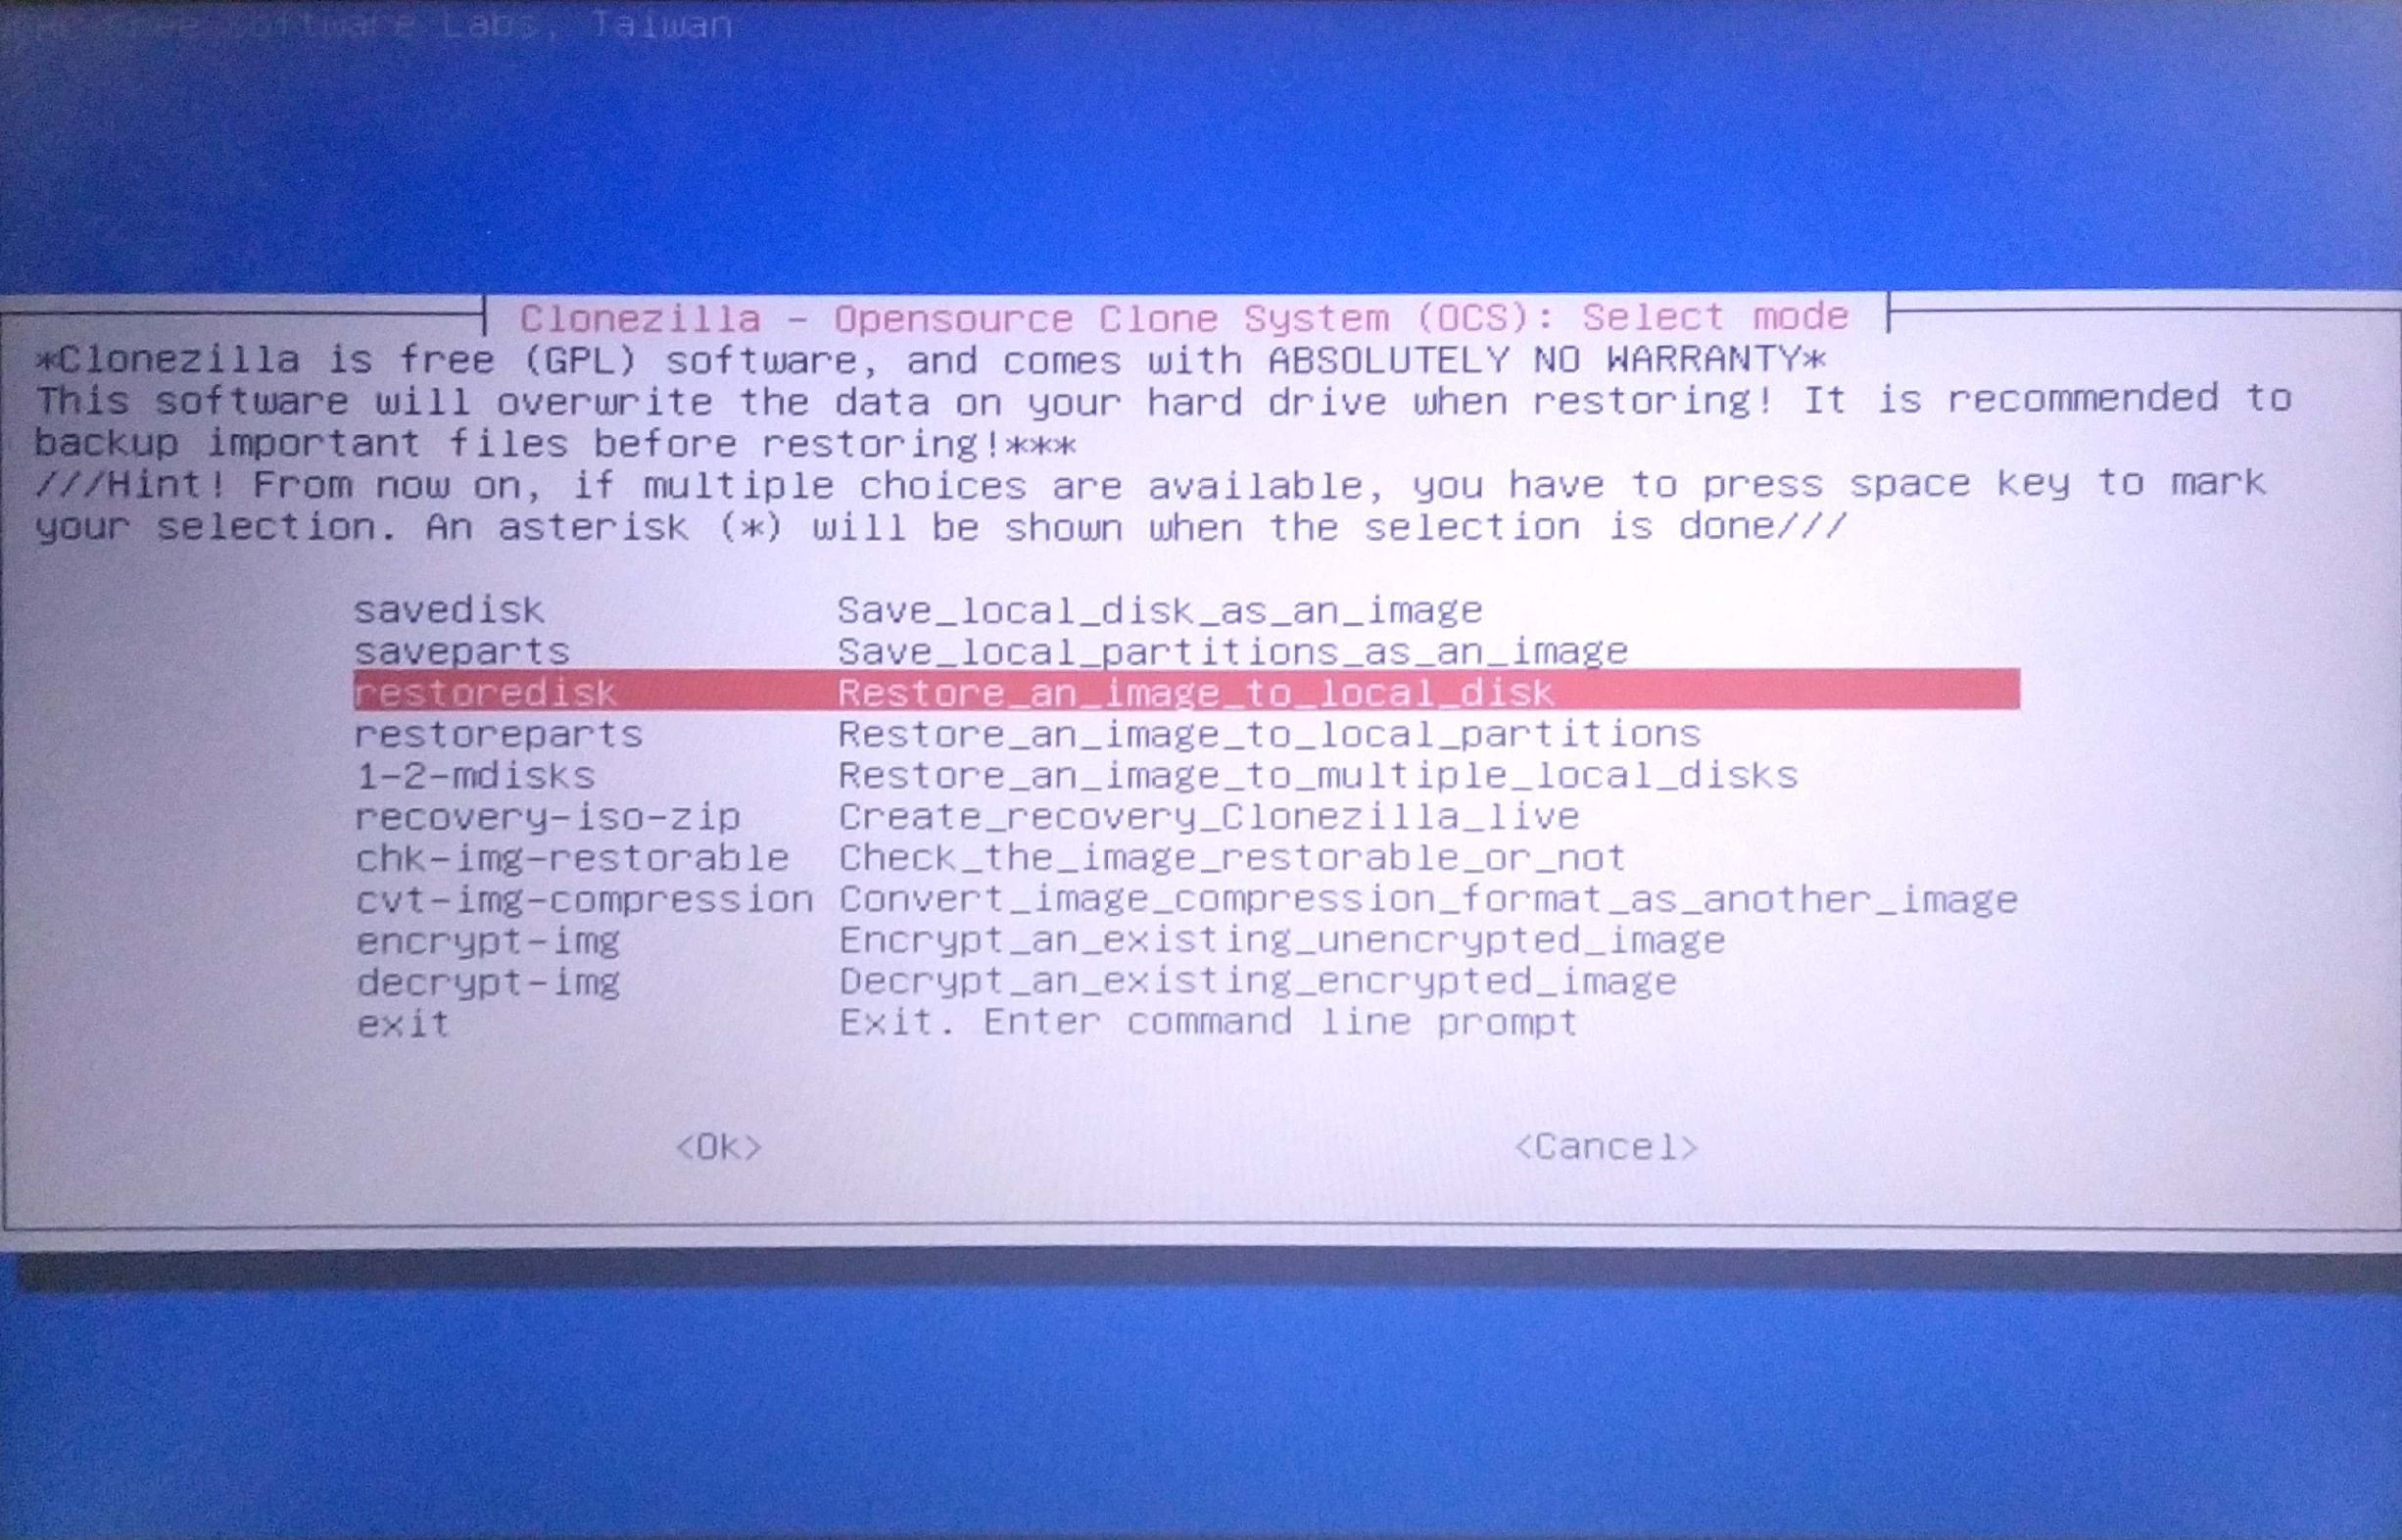 Free Software Labs, Taiwan
Clonezilla - Opensource Clone System (OCS): Select mode
*Clonezilla is free (GPL) software, and comes with ABSOLUTELY NO WARRANTY*
This software will overwrite the data on your hard drive when restoring! It is recommended to
backup important files before restoring!***
///Hint! From now on, if multiple choices are available, you have to press space key to mark
your selection. An asterisk (*) will be shown when the selection is done///
savedisk Save_local_disk_as_an_image
saveparts Save_local_partitions_as_an_image
restoredisk Restore_an_image_to_local_disk
restoreparts Restore_an_image_to_local_partitions
1-2-mdisks Restore_an_image_to_multiple_local_disks
recovery-iso-zip Create_recovery_Clonezilla_live
chk-img-restorable Check_the_image_restorable_or_not
cvt-img-compression Convert_image_compression_format_as_another_image
encrypt-img Encrypt_an_existing_unencrypted_image
decrypt-img Decrypt_an_existing_encrypted_image
exit Exit. Enter command line prompt
<Ok> <Cancel>